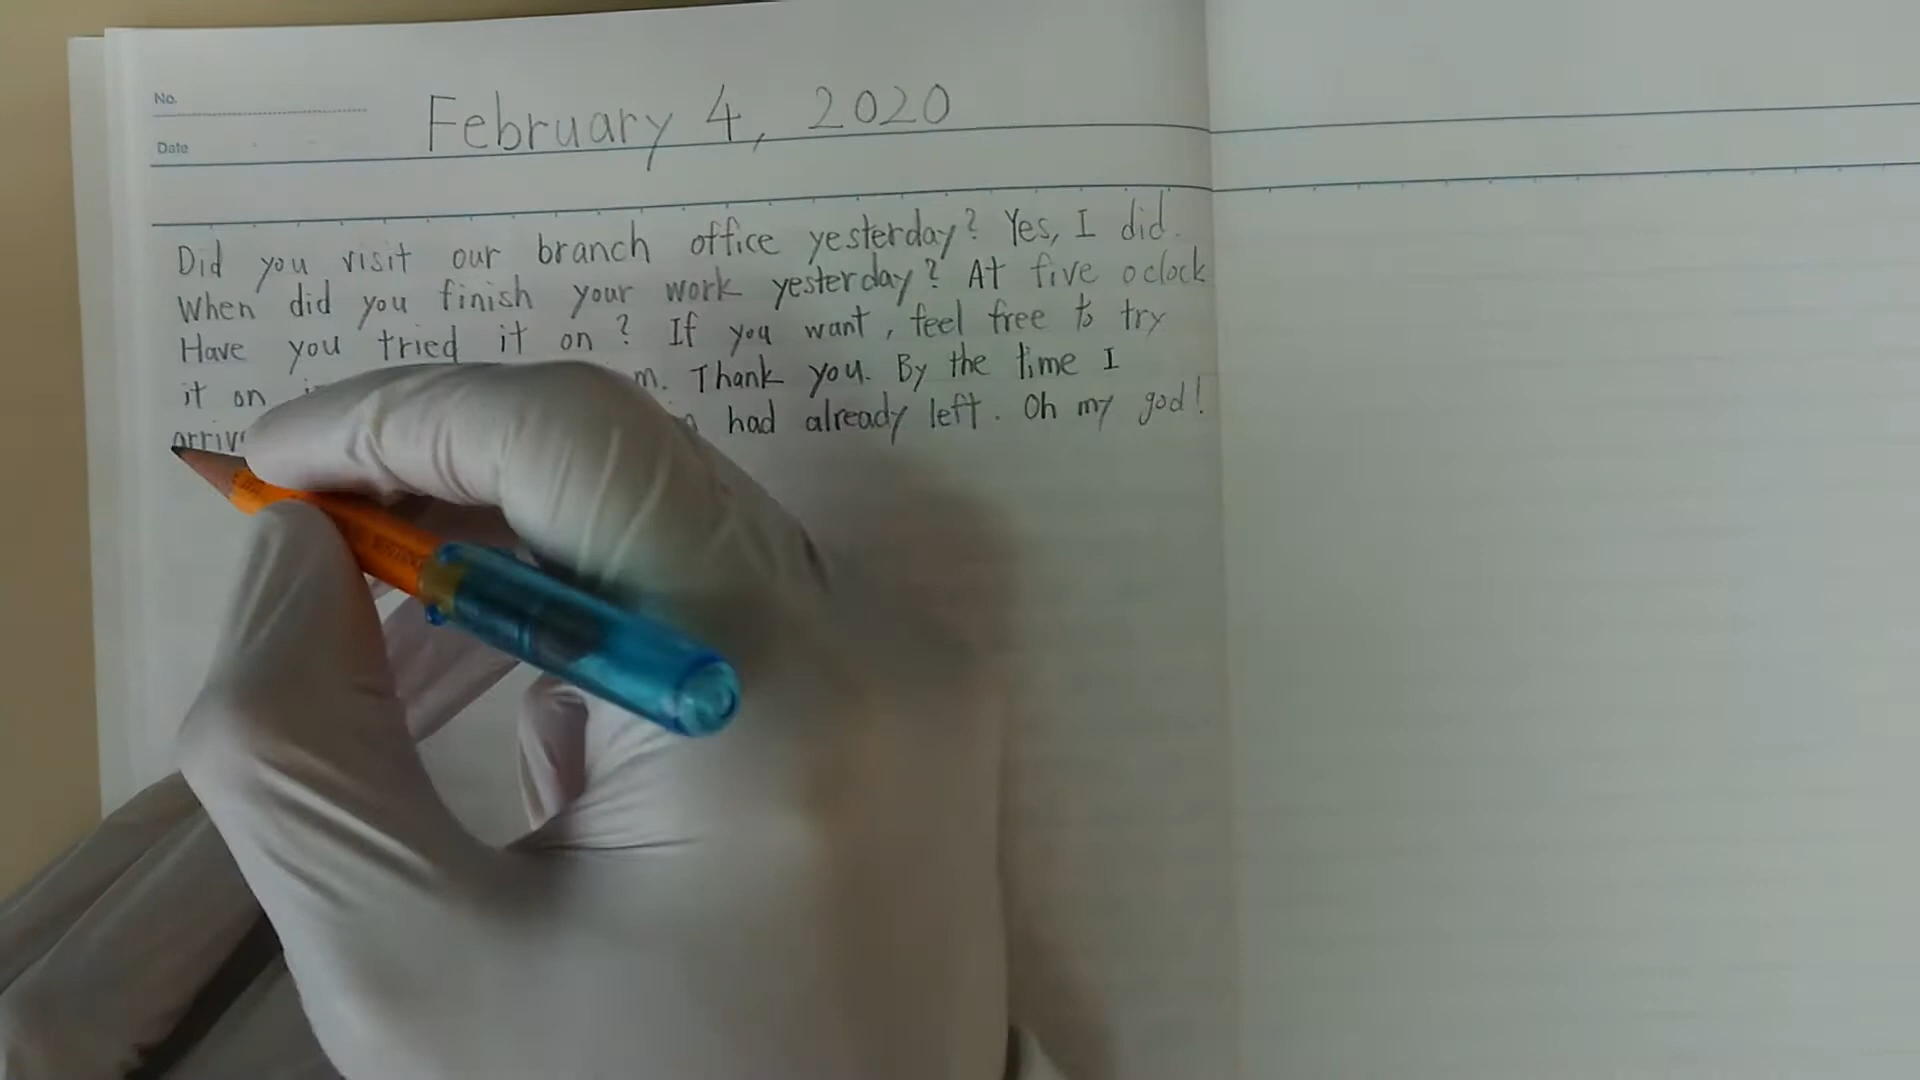 No.
February 4, 2020
Date
Did you visit our branch office yesterday? Yes, I did.
When did you finish your work yesterday? At five oclock
Have you tried it on? If you want, feel free to try
it on m. Thank you. By the time I
had already left. Oh my god!